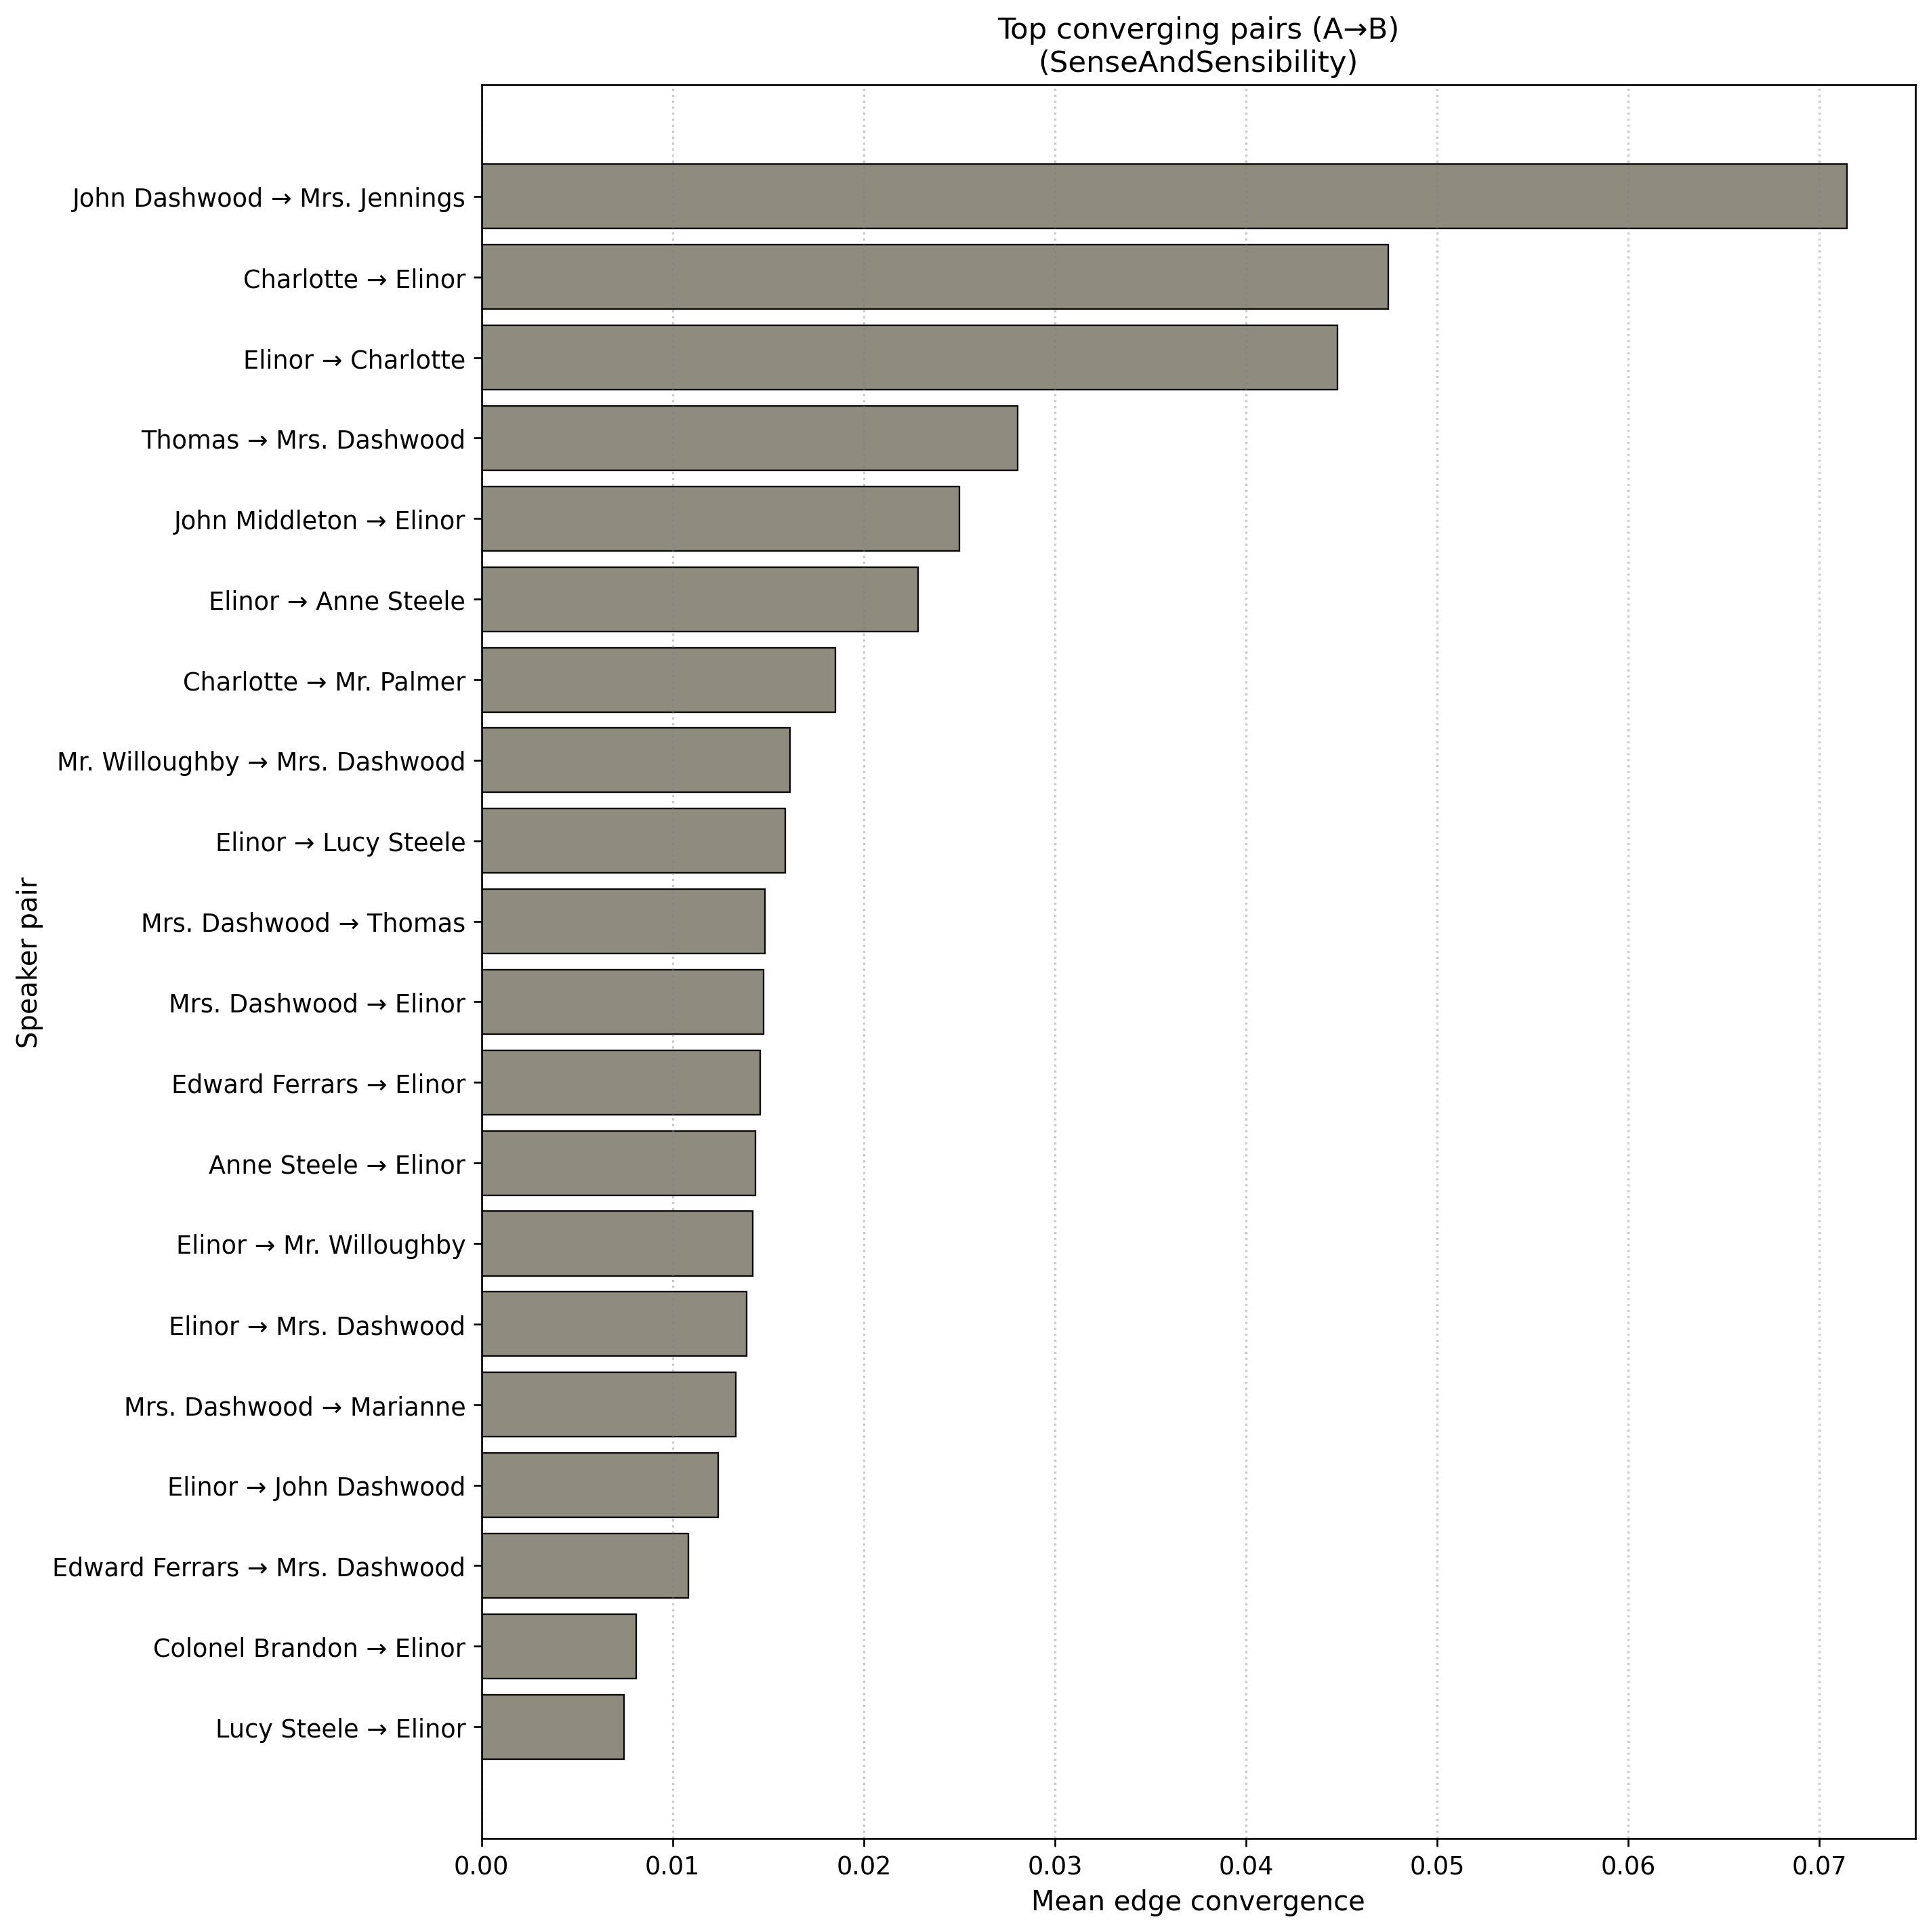 Top converging pairs (A→B)
(SenseAndSensibility)
John Dashwood → Mrs. Jennings
Charlotte → Elinor
Elinor → Charlotte
Thomas → Mrs. Dashwood
John Middleton → Elinor
Elinor → Anne Steele
Charlotte → Mr. Palmer
Mr. Willoughby → Mrs. Dashwood
Elinor → Lucy Steele
Mrs. Dashwood → Thomas
Mrs. Dashwood → Elinor
Edward Ferrars → Elinor
Anne Steele → Elinor
Elinor → Mr. Willoughby
Elinor → Mrs. Dashwood
Mrs. Dashwood → Marianne
Elinor → John Dashwood
Edward Ferrars → Mrs. Dashwood
Colonel Brandon → Elinor
Lucy Steele → Elinor
Speaker pair
0.00 0.01 0.02 0.03 0.04 0.05 0.06 0.07
Mean edge convergence